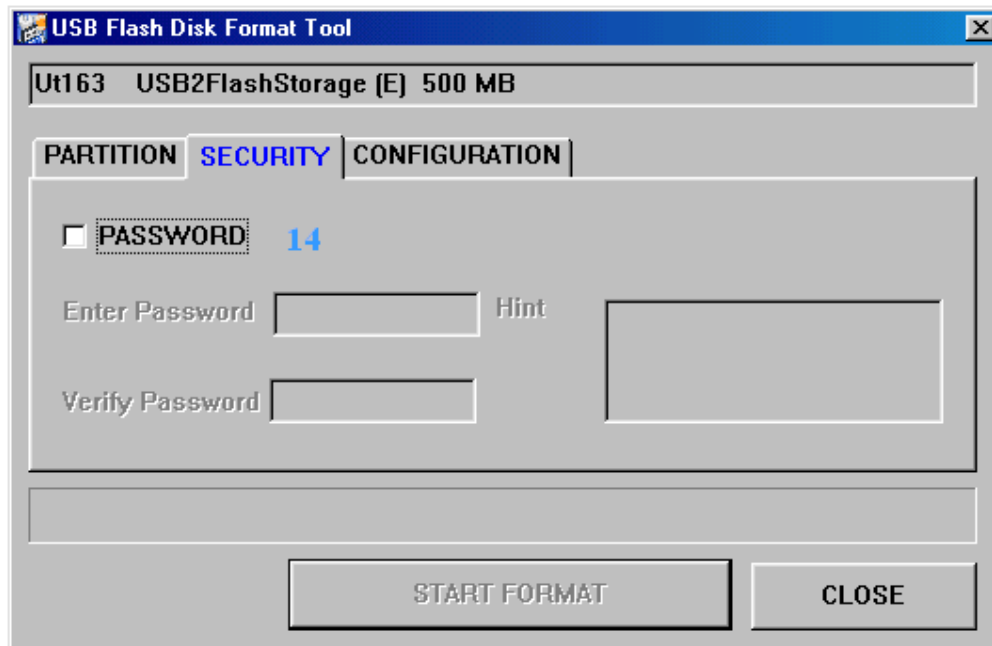 USB Flash Disk Format Tool
Ut163 USB2FlashStorage (E) 500 MB
PARTITION SECURITY CONFIGURATION
PASSWORD 14
Enter Password Hint
Verify Password
START FORMAT CLOSE